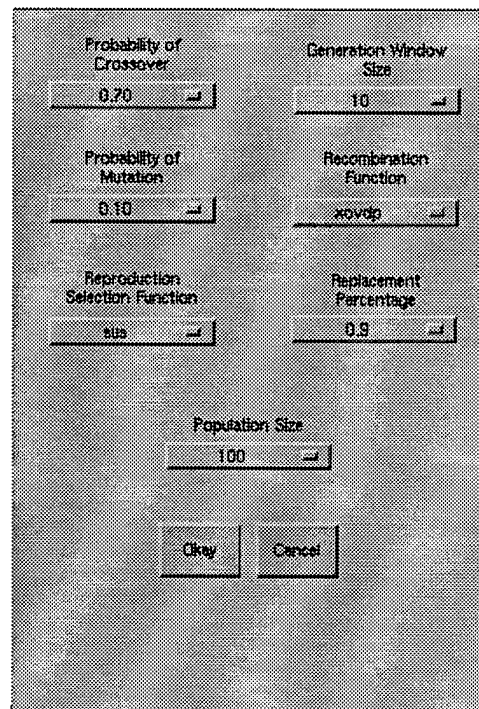 Probability of
Crossover
0.70
Generation Window
Size
10
Probability of
Mutation
0.10
Recombination
Function
xovdp
Reproduction
Selection Function
sus
Replacement
Percentage
0.9
Population Size
100
Okay
Cancel